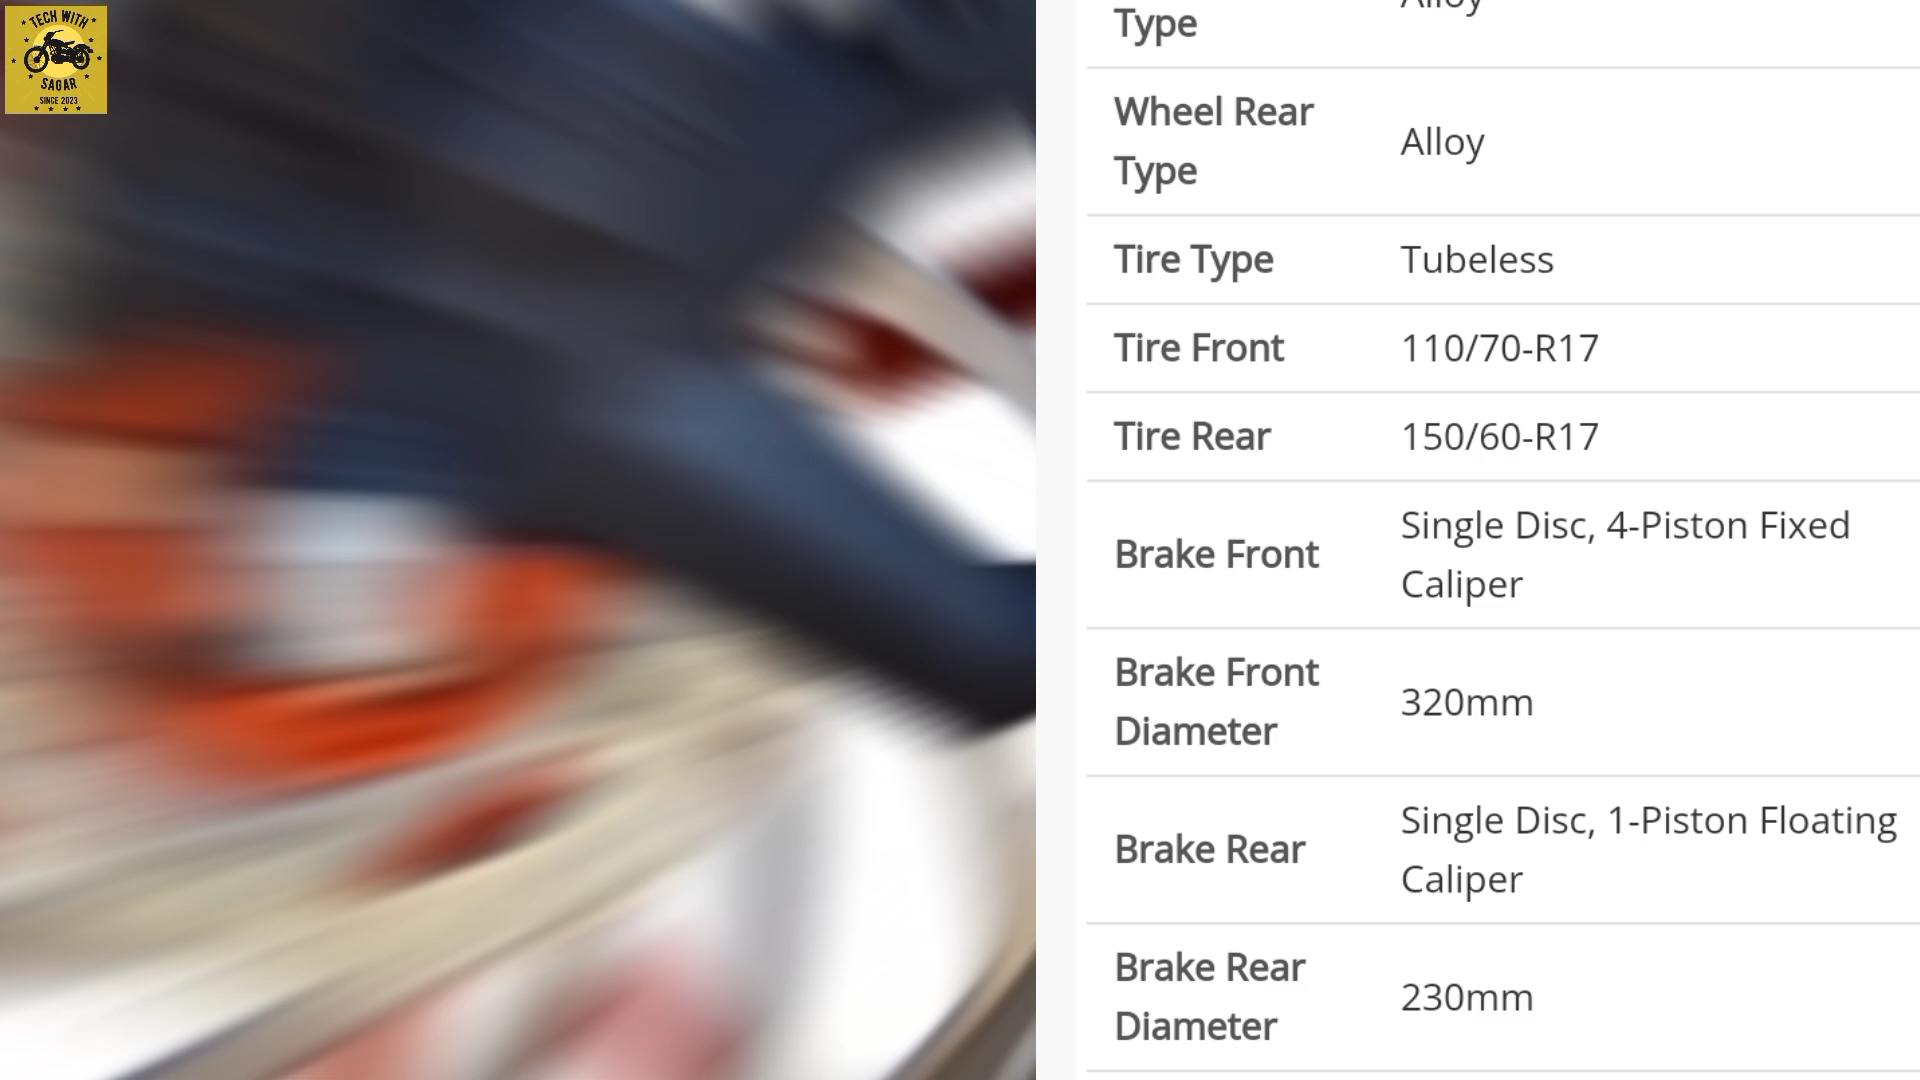 TECH WITH
SAGAR
SINCE 2023
Type
Alloy
Wheel Rear
Type
Alloy
Tire Type
Tubeless
Tire Front
110/70-R17
Tire Rear
150/60-R17
Brake Front
Single Disc, 4-Piston Fixed
Caliper
Brake Front
Diameter
320mm
Brake Rear
Single Disc, 1-Piston Floating
Caliper
Brake Rear
Diameter
230mm